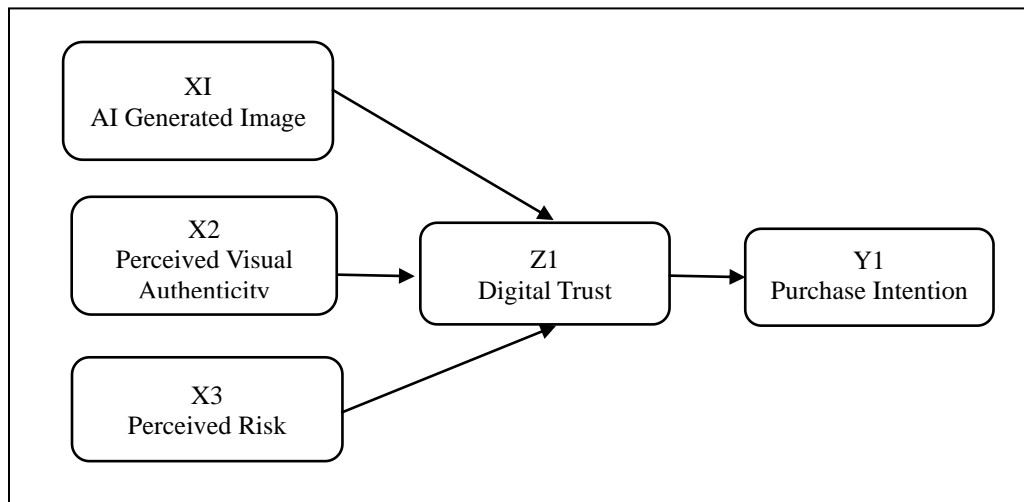 XI
AI Generated Image
X2
Perceived Visual
Authenticity
Z1
Digital Trust
Y1
Purchase Intention
X3
Perceived Risk